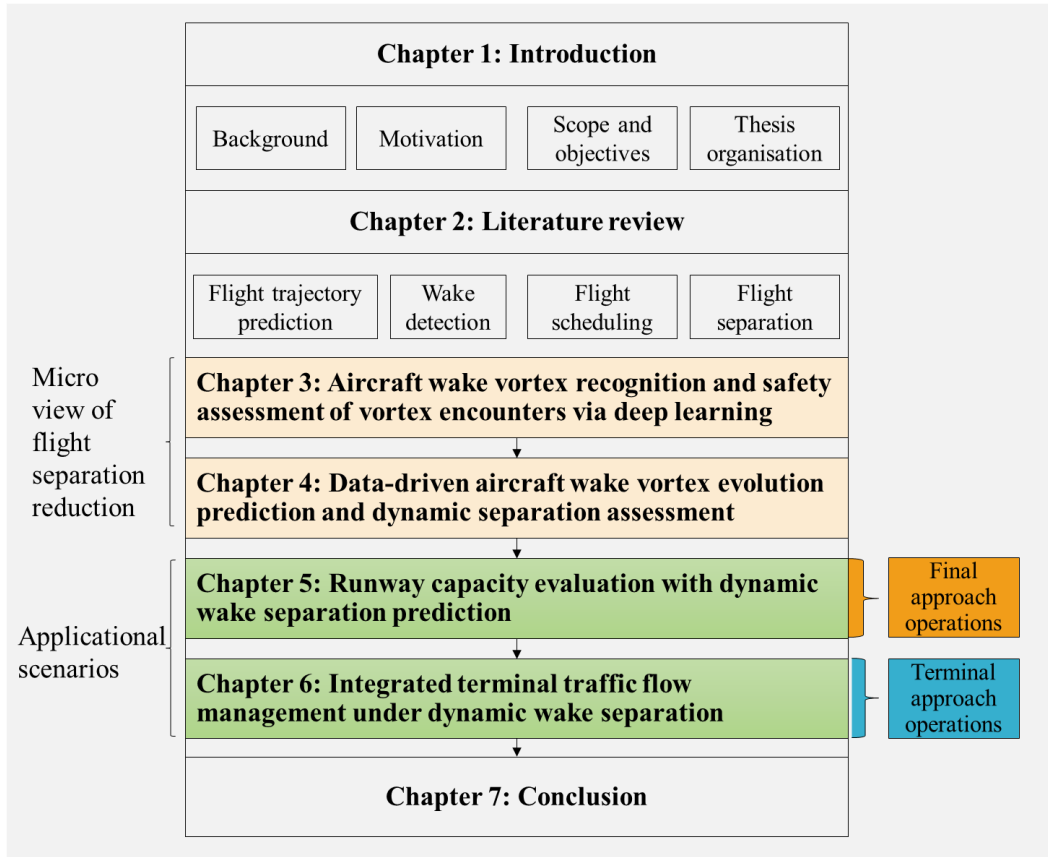 Chapter 1: Introduction
Background
Motivation
Scope and
objectives
Thesis
organisation
Chapter 2: Literature review
Flight trajectory
prediction
Wake
detection
Flight
scheduling
Flight
separation
Micro
view of
flight
separation
reduction
Chapter 3: Aircraft wake vortex recognition and safety
assessment of vortex encounters via deep learning
Chapter 4: Data-driven aircraft wake vortex evolution
prediction and dynamic separation assessment
Applicational
scenarios
Chapter 5: Runway capacity evaluation with dynamic
wake separation prediction
Final
approach
operations
Chapter 6: Integrated terminal traffic flow
management under dynamic wake separation
Terminal
approach
operations
Chapter 7: Conclusion